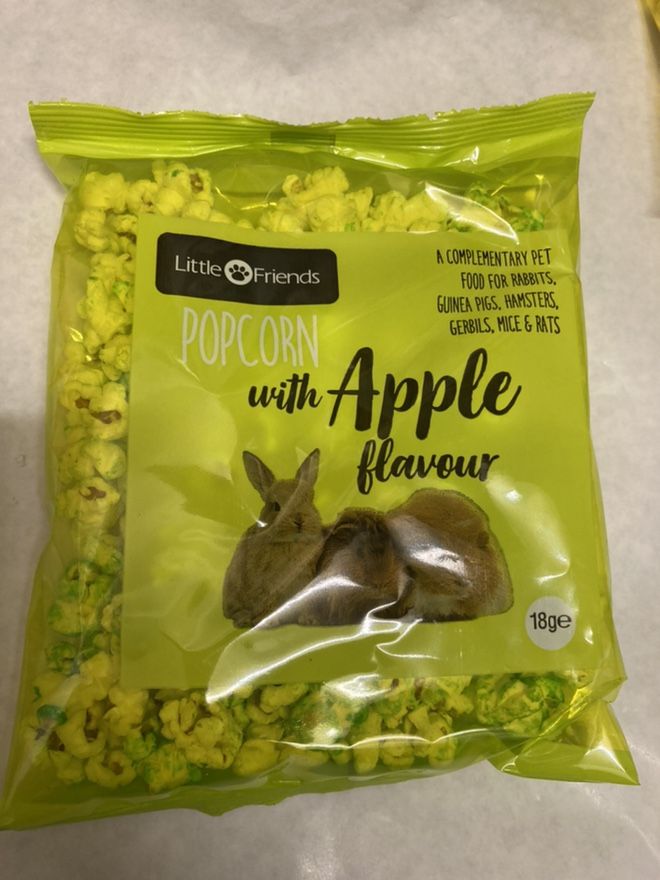 Little Friends
A COMPLEMENTARY PET
FOOD FOR RABBITS,
GUINEA PIGS, HAMSTERS,
GERBILS, MICE & RATS
POPCORN
with Apple
flavour
18g℮